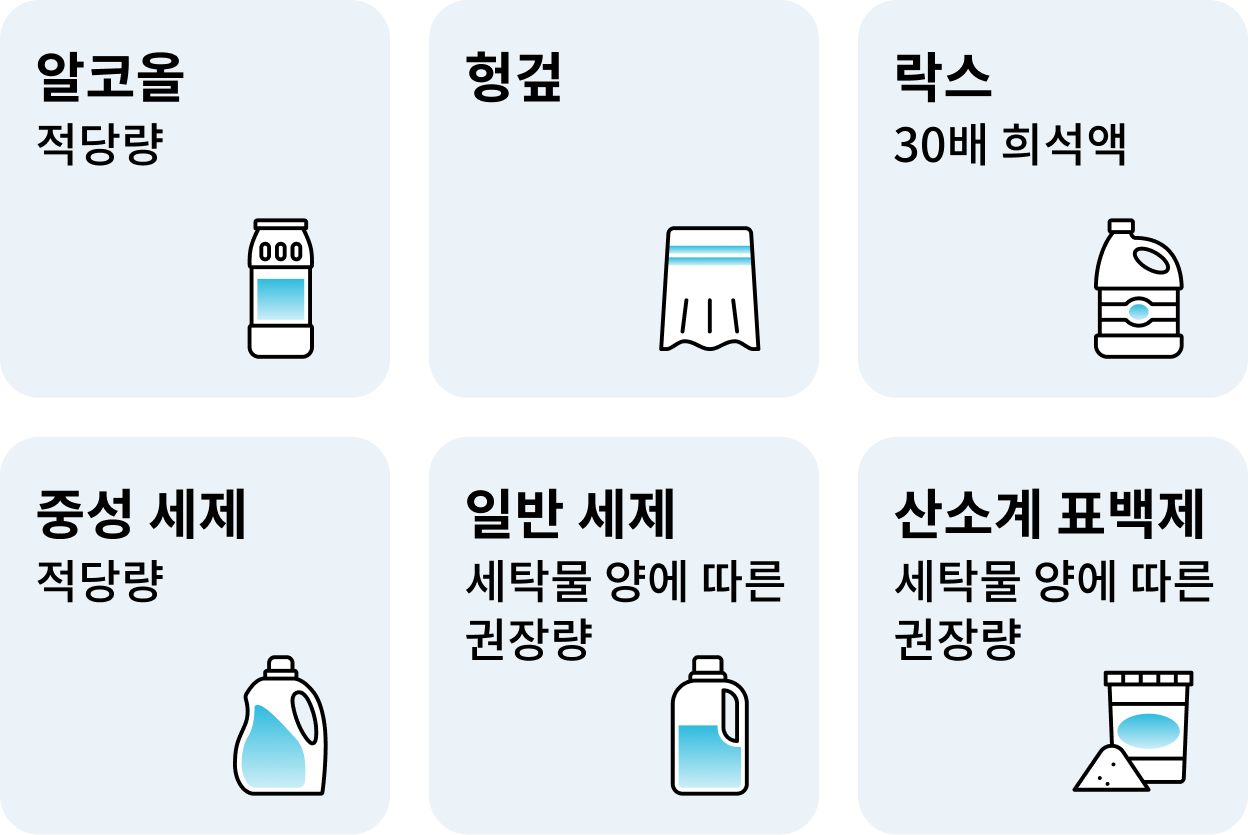 알코올
적당량
헝겊
락스
30배 희석액
중성 세제
적당량
일반 세제
세탁물 양에 따른
권장량
산소계 표백제
세탁물 양에 따른
권장량